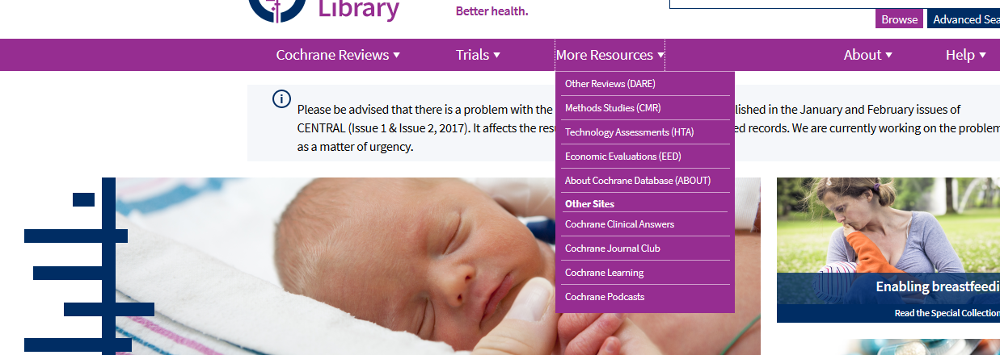 Library
Better health.
Browse
Advanced Sea
Cochrane Reviews
Trials
More Resources
About
Help
Other Reviews (DARE)
Methods Studies (CMR)
Technology Assessments (HTA)
Economic Evaluations (EED)
About Cochrane Database (ABOUT)
Other Sites
Cochrane Clinical Answers
Cochrane Journal Club
Cochrane Learning
Cochrane Podcasts
Please be advised that there is a problem with the lished in the January and February issues of
CENTRAL (Issue 1 & Issue 2, 2017). It affects the resu ed records. We are currently working on the problem
as a matter of urgency.
Enabling breastfeedi
Read the Special Collection